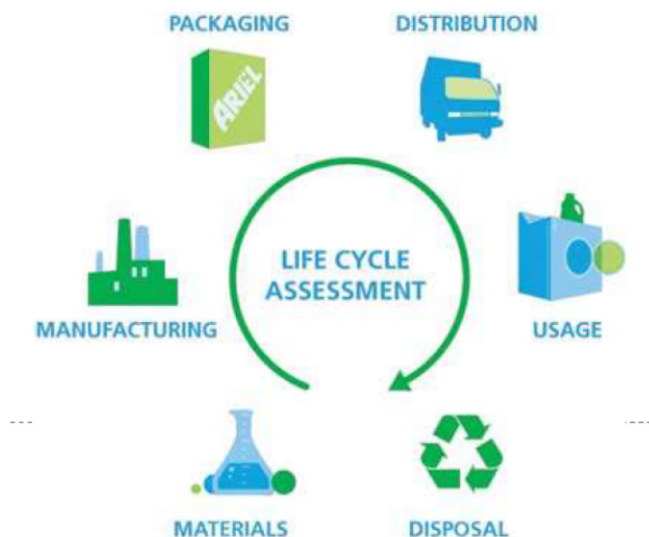 PACKAGING
DISTRIBUTION
ARIEL
LIFE CYCLE
ASSESSMENT
MANUFACTURING
USAGE
MATERIALS
DISPOSAL